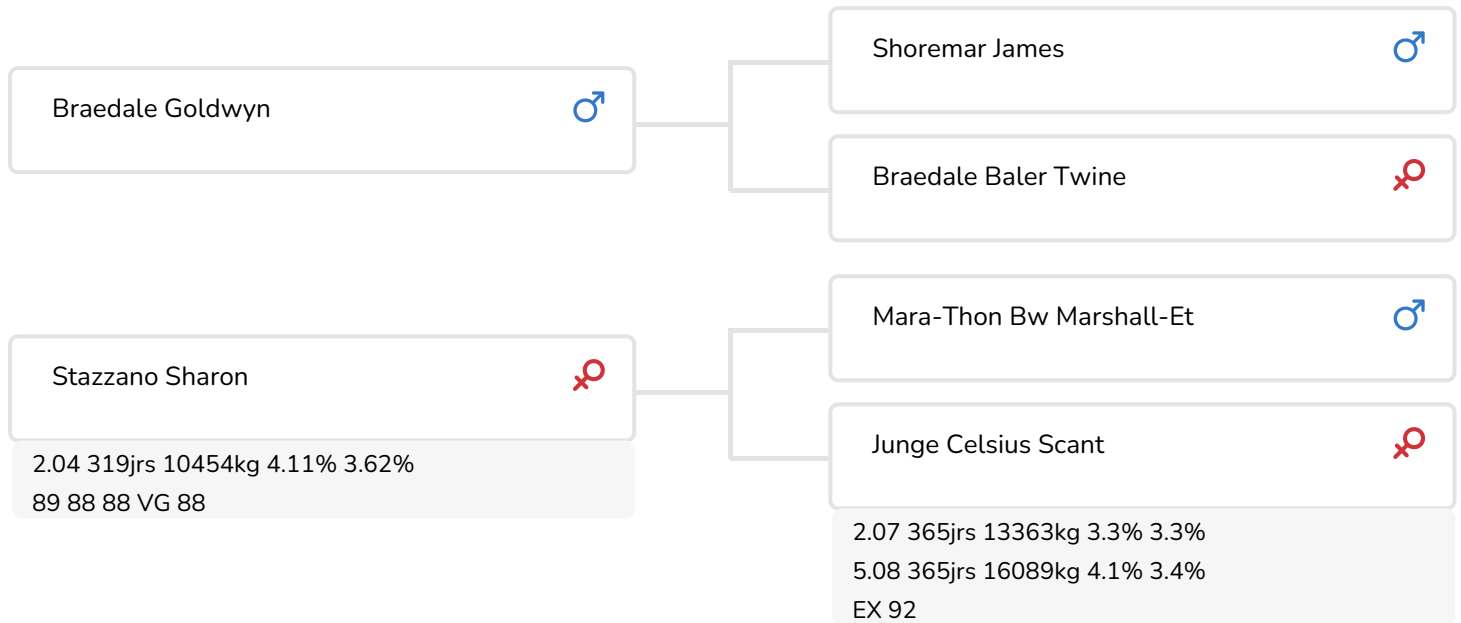 Braedale Goldwyn
Shoremar James
Braedale Baler Twine
Stazzano Sharon
2.04 319jrs 10454kg 4.11% 3.62%
89 88 88 VG 88
Mara-Thon Bw Marshall-Et
Junge Celsius Scant
2.07 365jrs 13363kg 3.3% 3.3%
5.08 365jrs 16089kg 4.1% 3.4%
EX 92